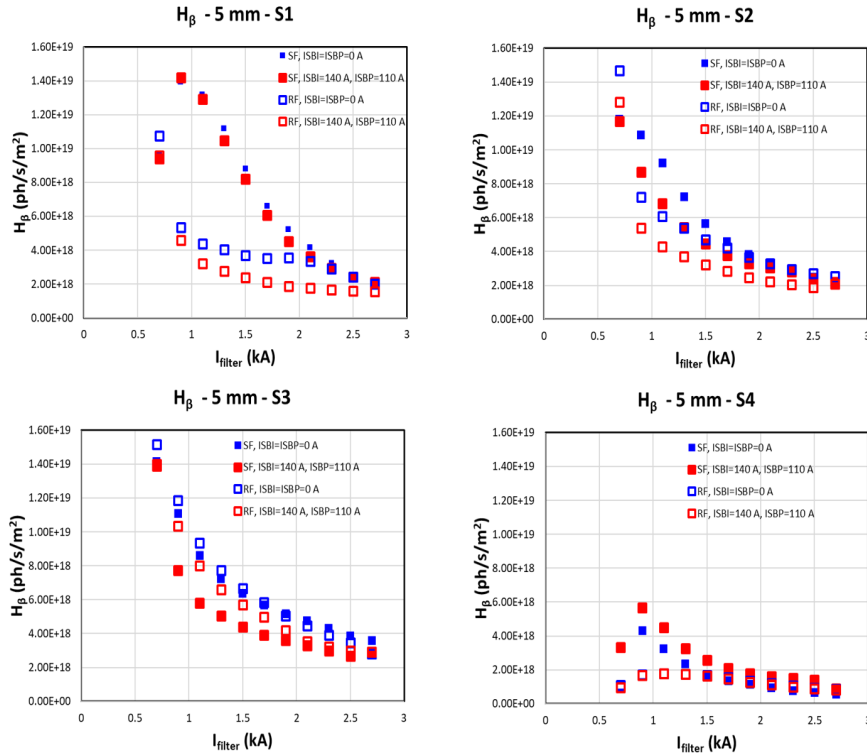 H_β - 5 mm - S1
1.60E+19
1.40E+19
1.20E+19
1.00E+19
8.00E+18
6.00E+18
4.00E+18
2.00E+18
0.00E+00
H_β (ph/s/m²)
SF, ISBI=ISBP=0 A
SF, ISBI=140 A, ISBP=110 A
RF, ISBI=ISBP=0 A
RF, ISBI=140 A, ISBP=110 A
0 0.5 1 1.5 2 2.5 3
I_filter (kA)
H_β - 5 mm - S2
1.60E+19
1.40E+19
1.20E+19
1.00E+19
8.00E+18
6.00E+18
4.00E+18
2.00E+18
0.00E+00
H_β (ph/s/m²)
SF, ISBI=ISBP=0 A
SF, ISBI=140 A, ISBP=110 A
RF, ISBI=ISBP=0 A
RF, ISBI=140 A, ISBP=110 A
0 0.5 1 1.5 2 2.5 3
I_filter (kA)
H_β - 5 mm - S3
1.60E+19
1.40E+19
1.20E+19
1.00E+19
8.00E+18
6.00E+18
4.00E+18
2.00E+18
0.00E+00
H_β (ph/s/m²)
SF, ISBI=ISBP=0 A
SF, ISBI=140 A, ISBP=110 A
RF, ISBI=ISBP=0 A
RF, ISBI=140 A, ISBP=110 A
0 0.5 1 1.5 2 2.5 3
I_filter (kA)
H_β - 5 mm - S4
1.60E+19
1.40E+19
1.20E+19
1.00E+19
8.00E+18
6.00E+18
4.00E+18
2.00E+18
0.00E+00
H_β (ph/s/m²)
SF, ISBI=ISBP=0 A
SF, ISBI=140 A, ISBP=110 A
RF, ISBI=ISBP=0 A
RF, ISBI=140 A, ISBP=110 A
0 0.5 1 1.5 2 2.5 3
I_filter (kA)